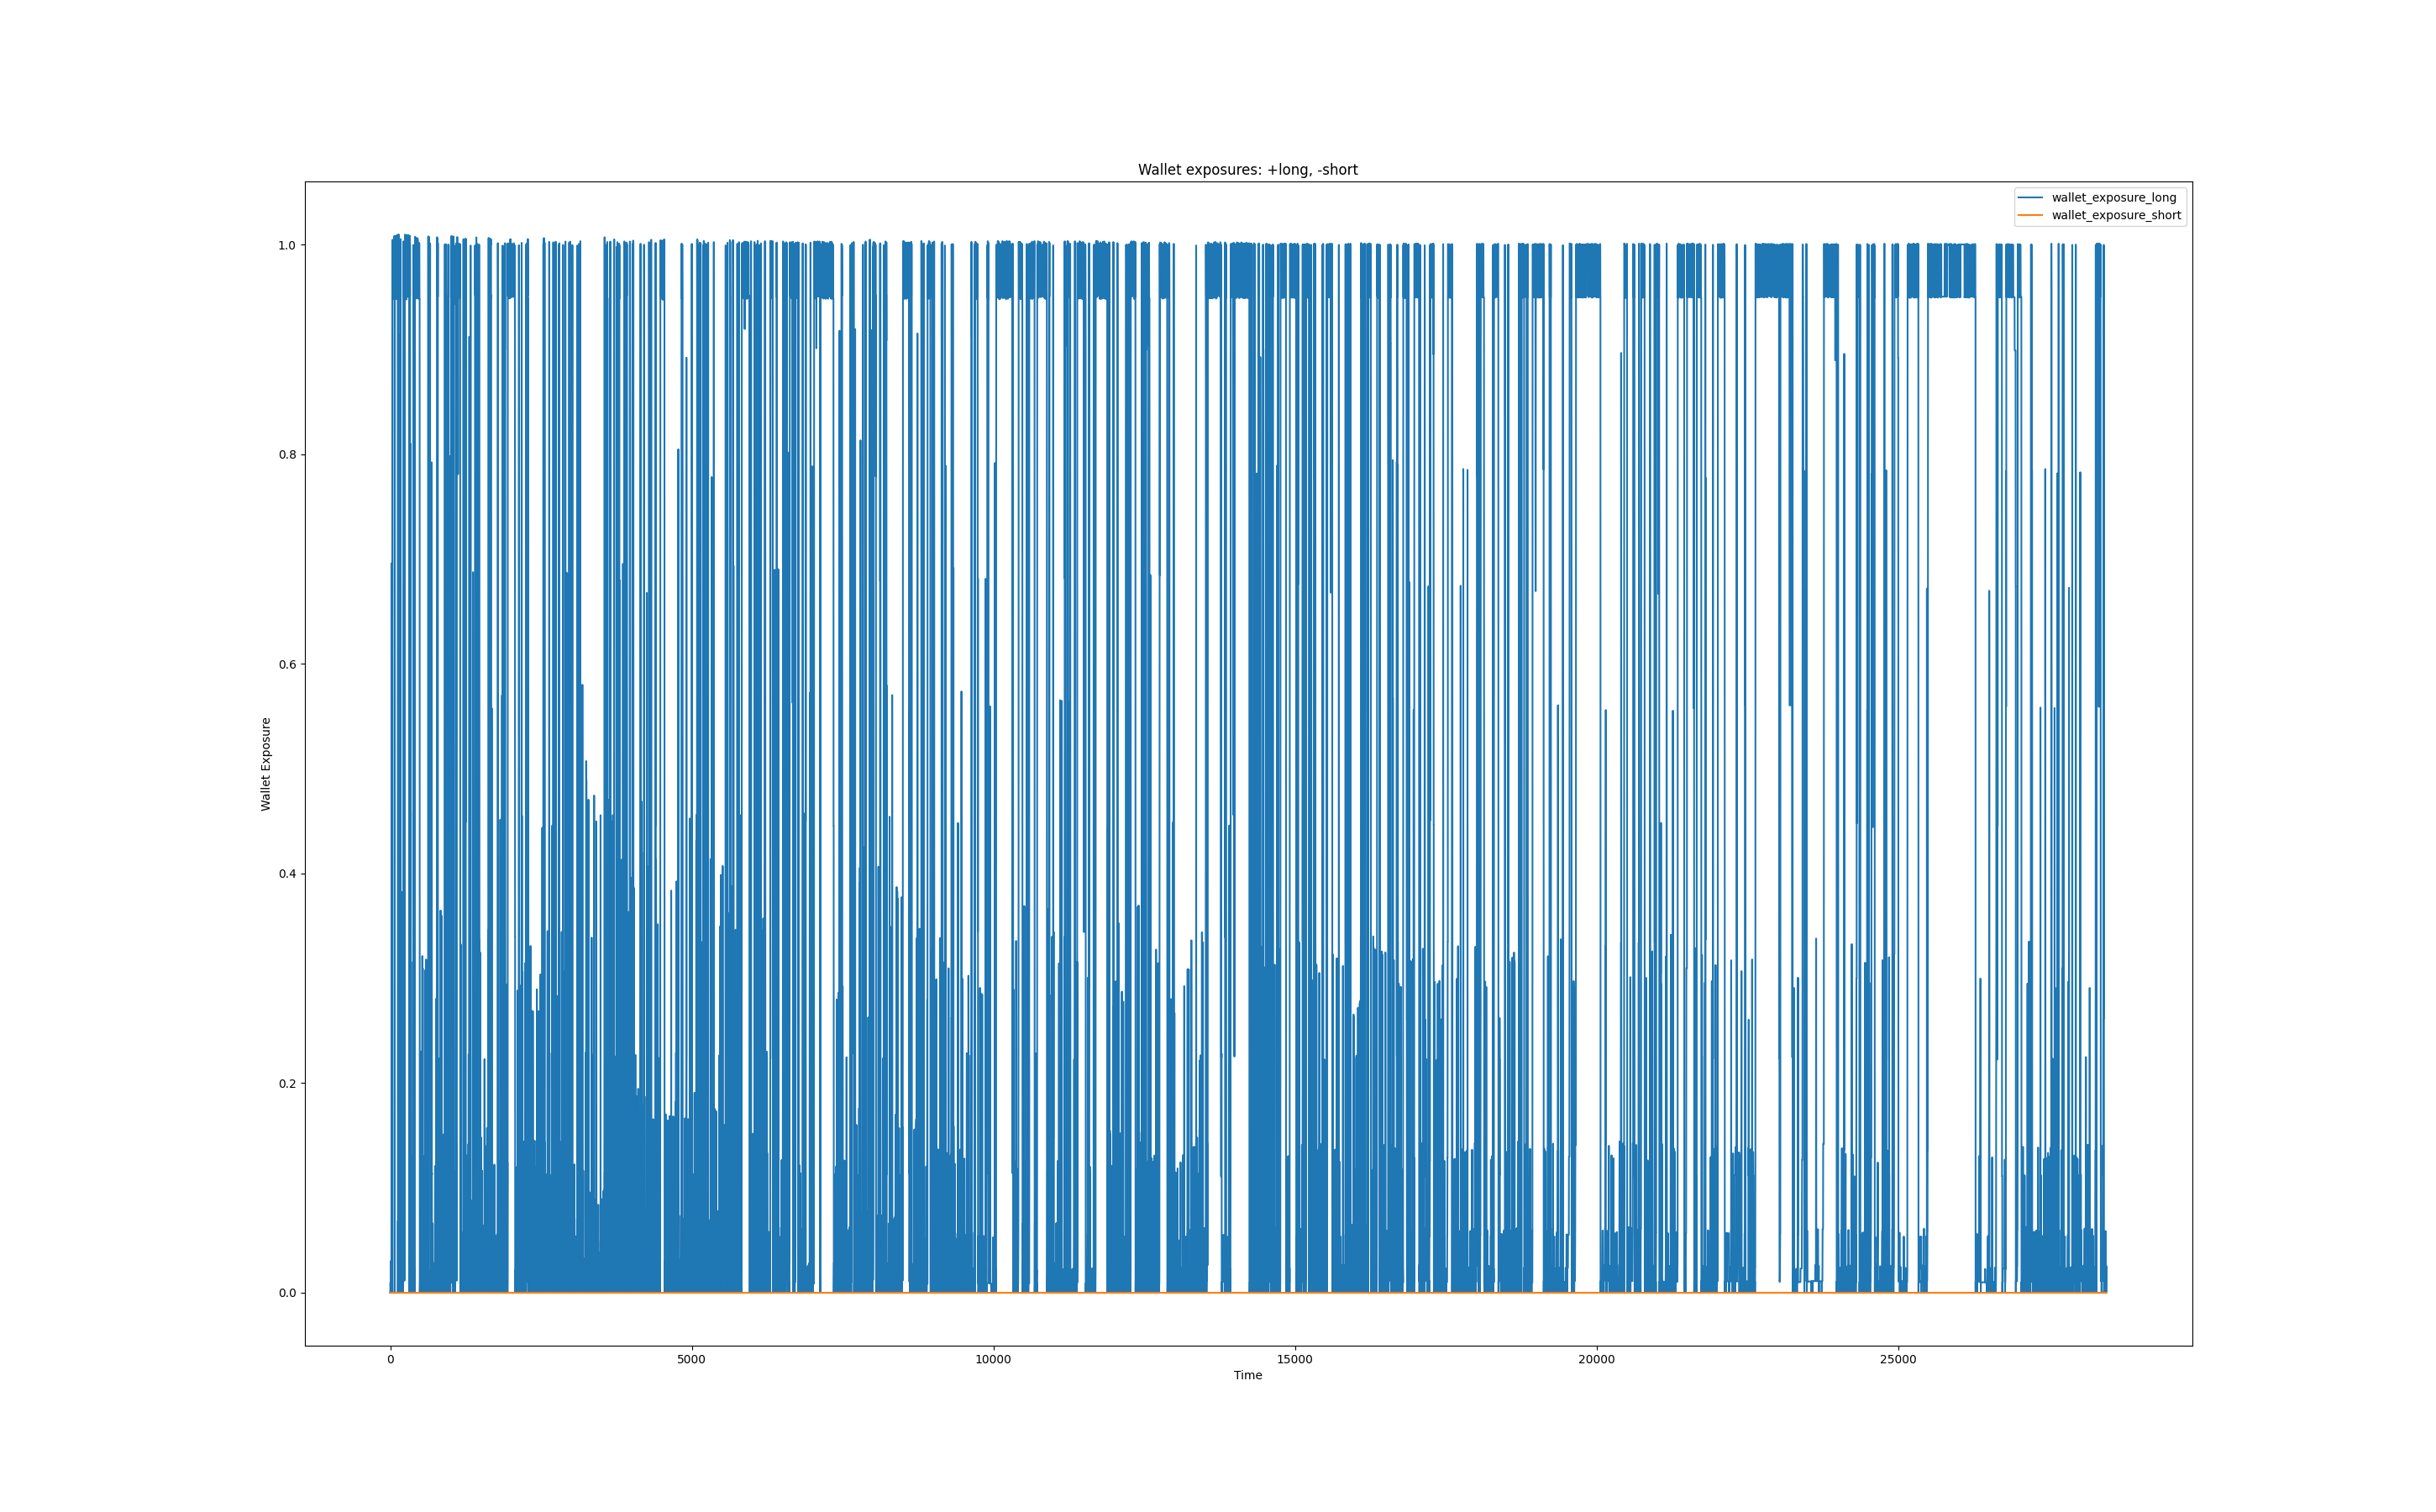 Wallet exposures: +long, -short
wallet_exposure_long
wallet_exposure_short
1.0
0.8
0.6
0.4
0.2
0.0
Wallet Exposure
0 5000 10000 15000 20000 25000
Time